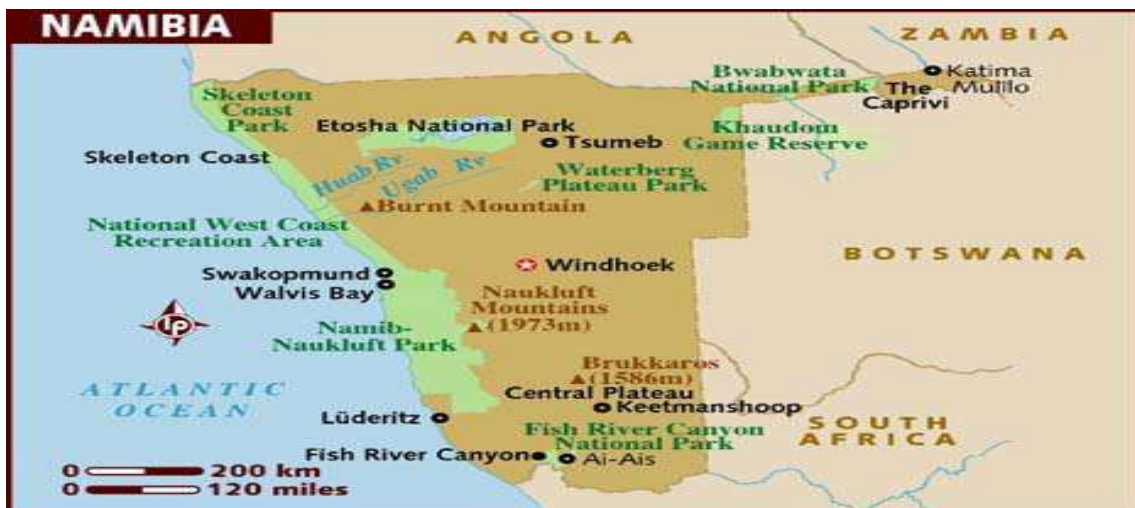 NAMIBIA
ANGOLA
ZAMBIA
Bwabwata
National Park
The
Caprivi
Katima
Mulilo
Skeleton
Coast
Park
Etosha National Park
Tsumeb
Khaudom
Game Reserve
Skeleton Coast
Huab Rv
Ugab Rv
Waterberg
Plateau Park
Burnt Mountain
National West Coast
Recreation Area
BOTSWANA
Swakopmund
Walvis Bay
Windhoek
Naukluft
Mountains
(1973m)
LP
Namib-
Naukluft Park
Brukkaros
(1586m)
ATLANTIC
OCEAN
Central Plateau
Keetmanshoop
Lüderitz
Fish River Canyon
National Park
SOUTH
AFRICA
Fish River Canyon
Ai-Ais
0 200 km
0 120 miles